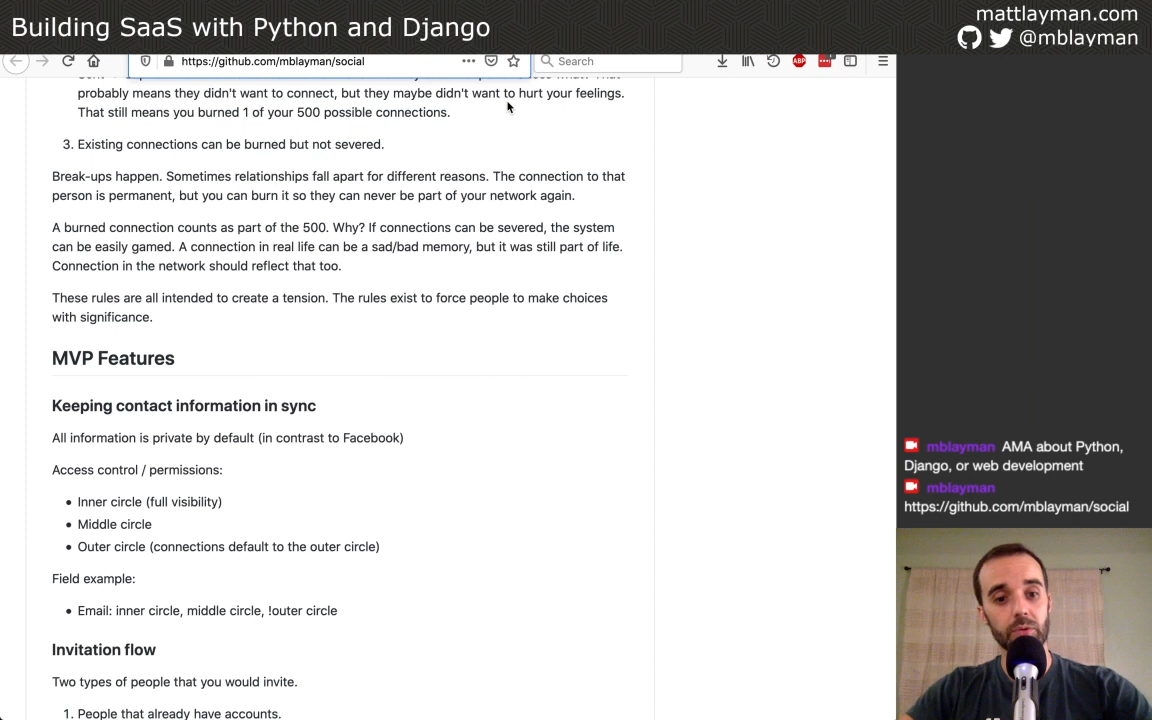 Building SaaS with Python and Django
mattlayman.com
@mblayman
https://github.com/mblayman/social
Search
ABP
probably means they didn't want to connect, but they maybe didn't want to hurt your feelings.
That still means you burned 1 of your 500 possible connections.
3. Existing connections can be burned but not severed.
Break-ups happen. Sometimes relationships fall apart for different reasons. The connection to that
person is permanent, but you can burn it so they can never be part of your network again.
A burned connection counts as part of the 500. Why? If connections can be severed, the system
can be easily gamed. A connection in real life can be a sad/bad memory, but it was still part of life.
Connection in the network should reflect that too.
These rules are all intended to create a tension. The rules exist to force people to make choices
with significance.
MVP Features
Keeping contact information in sync
All information is private by default (in contrast to Facebook)
Access control / permissions:
• Inner circle (full visibility)
• Middle circle
• Outer circle (connections default to the outer circle)
Field example:
• Email: inner circle, middle circle, !outer circle
Invitation flow
Two types of people that you would invite.
1. People that already have accounts.
mblayman AMA about Python,
Django, or web development
mblayman
https://github.com/mblayman/social